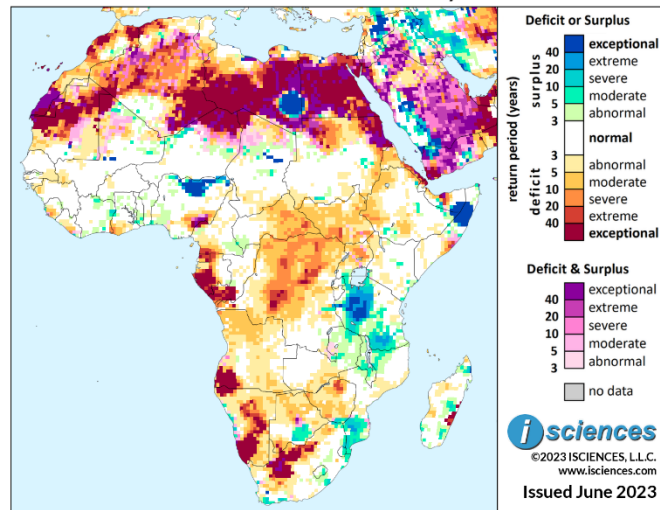 Deficit or Surplus
return period (years)
deficit surplus
40 exceptional
20 extreme
10 severe
5 moderate
3 abnormal
normal
3 abnormal
5 moderate
10 severe
20 extreme
40 exceptional
Deficit & Surplus
40 exceptional
20 extreme
10 severe
5 moderate
3 abnormal
no data
i sciences
©2023 ISCIENCES, L.L.C.
www.isciences.com
Issued June 2023